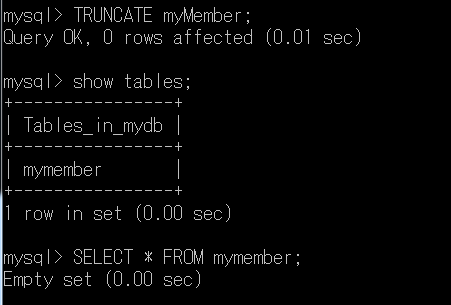 mysql> TRUNCATE myMember;
Query OK, 0 rows affected (0.01 sec)
mysql> show tables;
+----------------+
| Tables_in_mydb |
+----------------+
| mymember       |
+----------------+
1 row in set (0.00 sec)
mysql> SELECT * FROM mymember;
Empty set (0.00 sec)